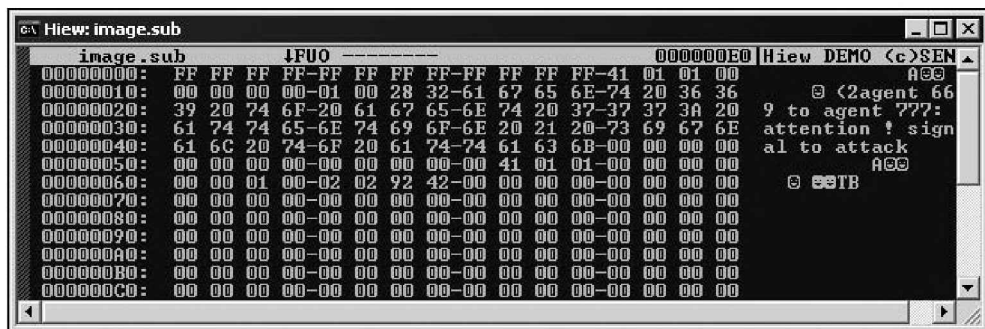 Hiew: image.sub
image.sub ↓FUO -------- 000000E0 Hiew DEMO (c)SEN
00000000: FF FF FF FF-FF FF FF FF-FF FF FF FF-41 01 01 00 A☺☺
00000010: 00 00 00 00-01 00 28 32-61 67 65 6E-74 20 36 36 ☺ (2agent 66
00000020: 39 20 74 6F-20 61 67 65-6E 74 20 37-37 37 3A 20 9 to agent 777:
00000030: 61 74 74 65-6E 74 69 6F-6E 20 21 20-73 69 67 6E attention ! sign
00000040: 61 6C 20 74-6F 20 61 74-74 61 63 6B-00 00 00 00 al to attack
00000050: 00 00 00 00-00 00 00 00-00 41 01 01-00 00 00 00 A☺☺
00000060: 00 00 01 00-02 02 92 42-00 00 00 00-00 00 00 00 ☺ ☻☻TB
00000070: 00 00 00 00-00 00 00 00-00 00 00 00-00 00 00 00
00000080: 00 00 00 00-00 00 00 00-00 00 00 00-00 00 00 00
00000090: 00 00 00 00-00 00 00 00-00 00 00 00-00 00 00 00
000000A0: 00 00 00 00-00 00 00 00-00 00 00 00-00 00 00 00
000000B0: 00 00 00 00-00 00 00 00-00 00 00 00-00 00 00 00
000000C0: 00 00 00 00-00 00 00 00-00 00 00 00-00 00 00 00